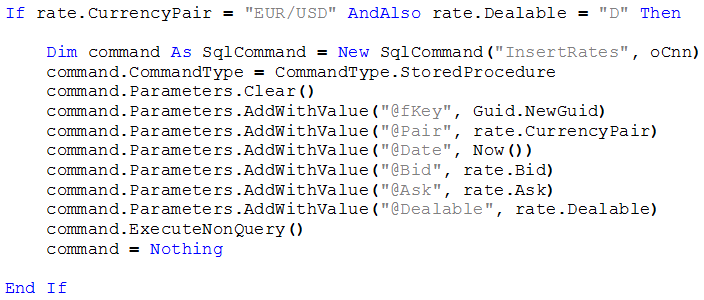 If rate.CurrencyPair = "EUR/USD" AndAlso rate.Dealable = "D" Then
Dim command As SqlCommand = New SqlCommand("InsertRates", oCnn)
command.CommandType = CommandType.StoredProcedure
command.Parameters.Clear()
command.Parameters.AddWithValue("@fKey", Guid.NewGuid)
command.Parameters.AddWithValue("@Pair", rate.CurrencyPair)
command.Parameters.AddWithValue("@Date", Now())
command.Parameters.AddWithValue("@Bid", rate.Bid)
command.Parameters.AddWithValue("@Ask", rate.Ask)
command.Parameters.AddWithValue("@Dealable", rate.Dealable)
command.ExecuteNonQuery()
command = Nothing
End If